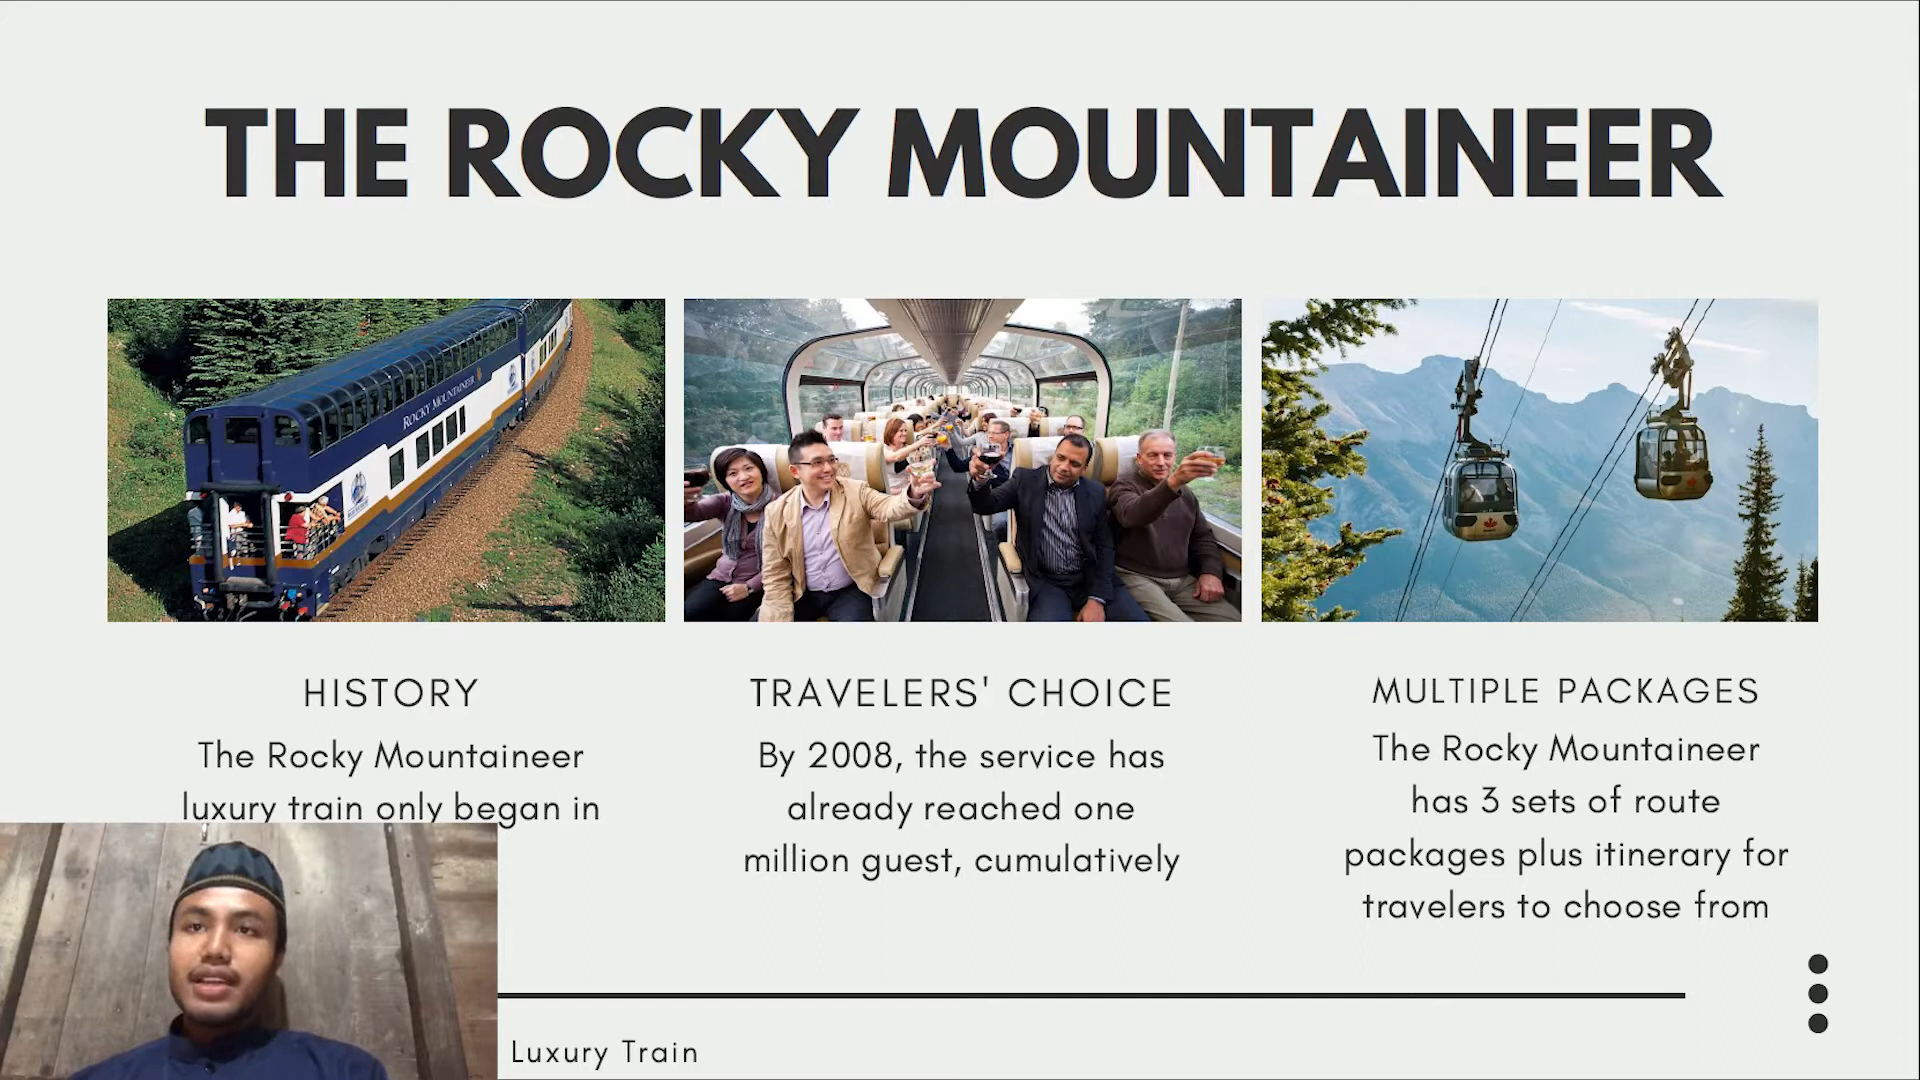 THE ROCKY MOUNTAINEER
ROCKY MOUNTAINEER
HISTORY
The Rocky Mountaineer
luxury train only began in
TRAVELERS' CHOICE
By 2008, the service has
already reached one
million guest, cumulatively
MULTIPLE PACKAGES
The Rocky Mountaineer
has 3 sets of route
packages plus itinerary for
travelers to choose from
Luxury Train